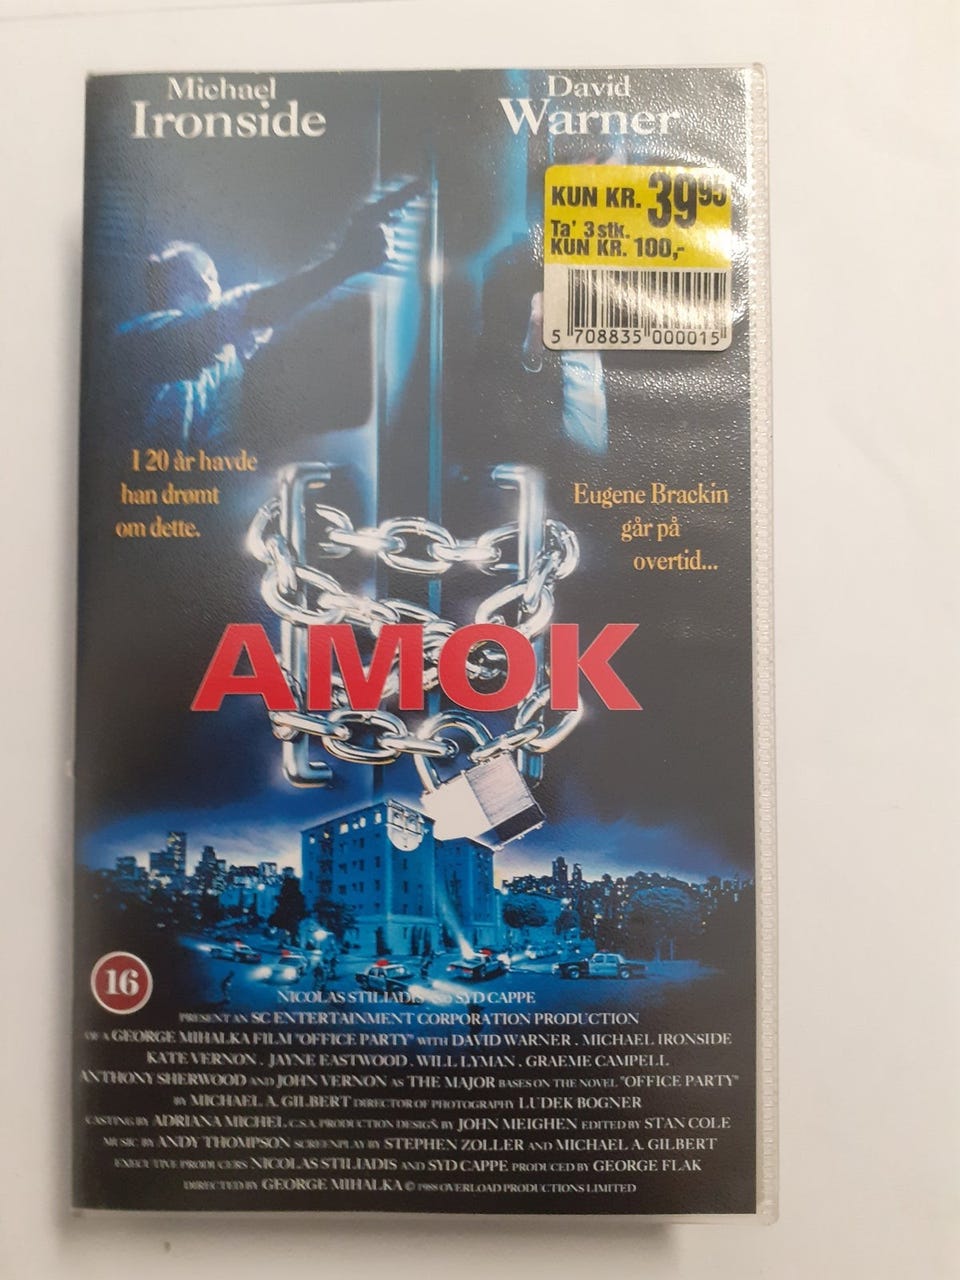 Michael
Ironside
David
Warner
KUN KR. 39⁹⁵
Ta' 3 stk.
KUN KR. 100,-
5 708835 000015
I 20 år havde
han drømt
om dette.
Eugene Brackin
går på
overtid...
AMOK
16
NICOLAS STILIADIS AND SYD CAPPE
PRESENT AN SC ENTERTAINMENT CORPORATION PRODUCTION
OF A GEORGE MIHALKA FILM "OFFICE PARTY" WITH DAVID WARNER . MICHAEL IRONSIDE
KATE VERNON . JAYNE EASTWOOD . WILL LYMAN . GRAEME CAMPELL
ANTHONY SHERWOOD AND JOHN VERNON AS THE MAJOR BASES ON THE NOVEL "OFFICE PARTY"
BY MICHAEL A. GILBERT DIRECTOR OF PHOTOGRAPHY LUDEK BOGNER
CASTING BY ADRIANA MICHEL C.S.A. PRODUCTION DESIGN BY JOHN MEIGHEN EDITED BY STAN COLE
MUSIC BY ANDY THOMPSON SCREENPLAY BY STEPHEN ZOLLER AND MICHAEL A. GILBERT
EXECUTIVE PRODUCERS NICOLAS STILIADIS AND SYD CAPPE PRODUCED BY GEORGE FLAK
DIRECTED BY GEORGE MIHALKA © 1988 OVERLOAD PRODUCTIONS LIMITED